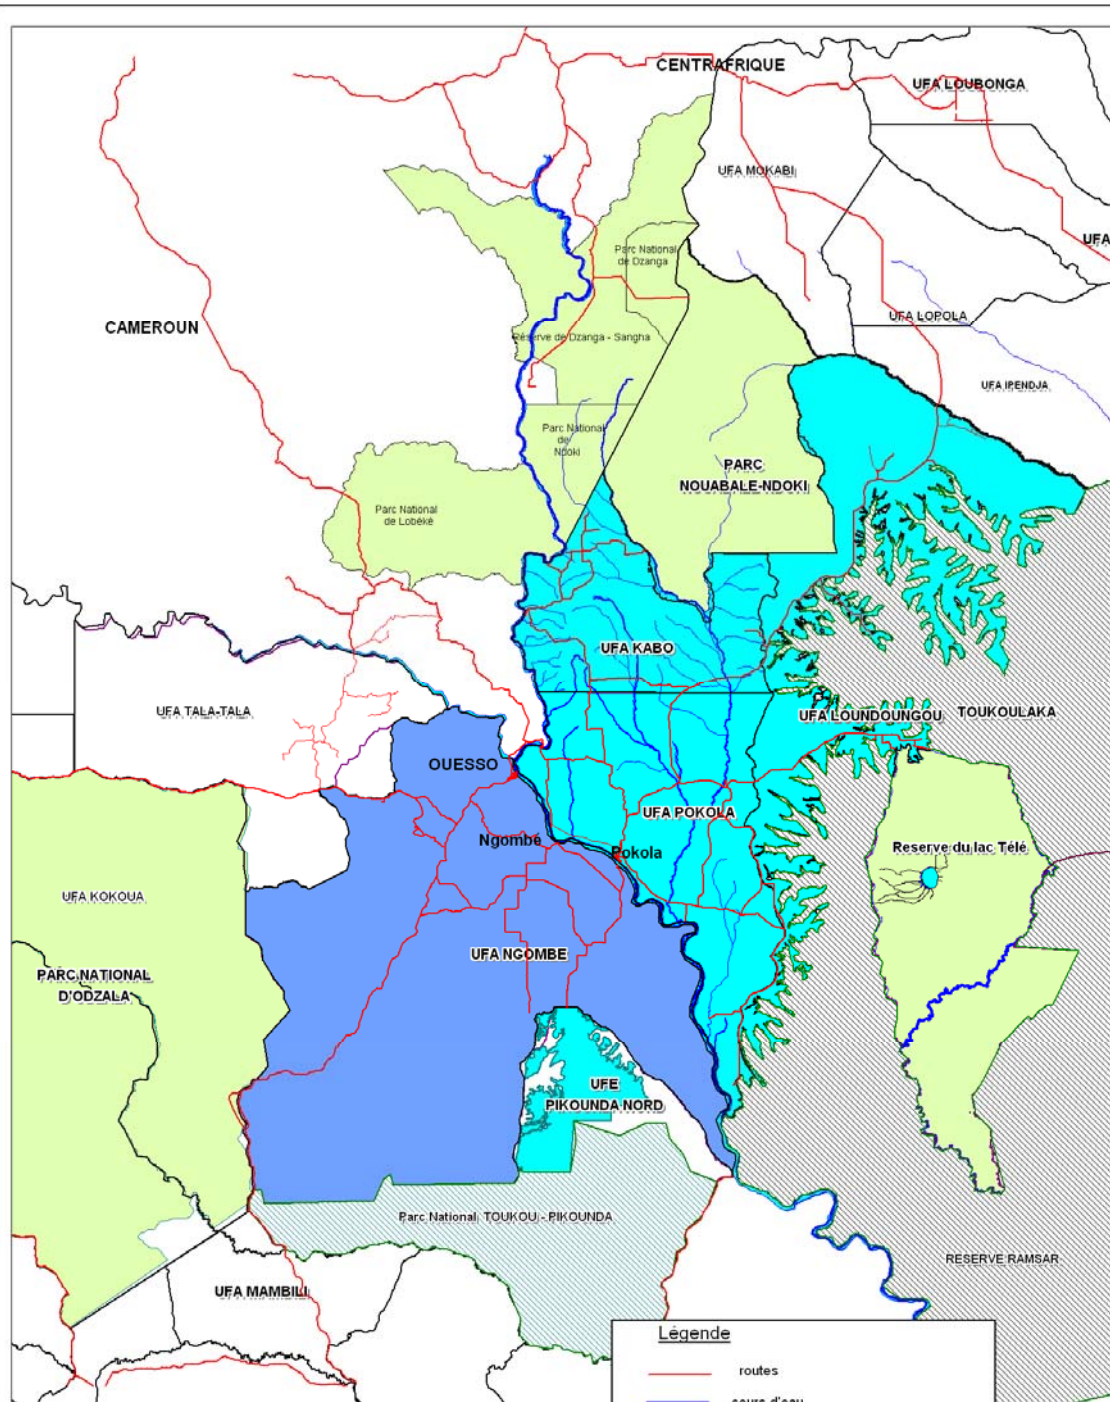 CENTRAFRIQUE
UFA LOUBONGA
UFA MOKABI
UFA
Parc National
de Dzanga
UFA LOPOLA
CAMEROUN
Réserve de Dzanga - Sangha
UFA IPENDJA
Parc National
de
Ndoki
PARC
NOUABALE-NDOKI
Parc National
de Lobéké
UFA KABO
UFA TALA-TALA
UFA LOUNDOUNGOU
TOUKOULAKA
OUESSO
UFA POKOLA
Ngombé
Pokola
Reserve du lac Télé
UFA KOKOUA
UFA NGOMBE
PARC NATIONAL
D'ODZALA
UFE
PIKOUNDA NORD
Parc National TOUKOU - PIKOUNDA
RESERVE RAMSAR
UFA MAMBILI
Légende
routes
cours d'eau